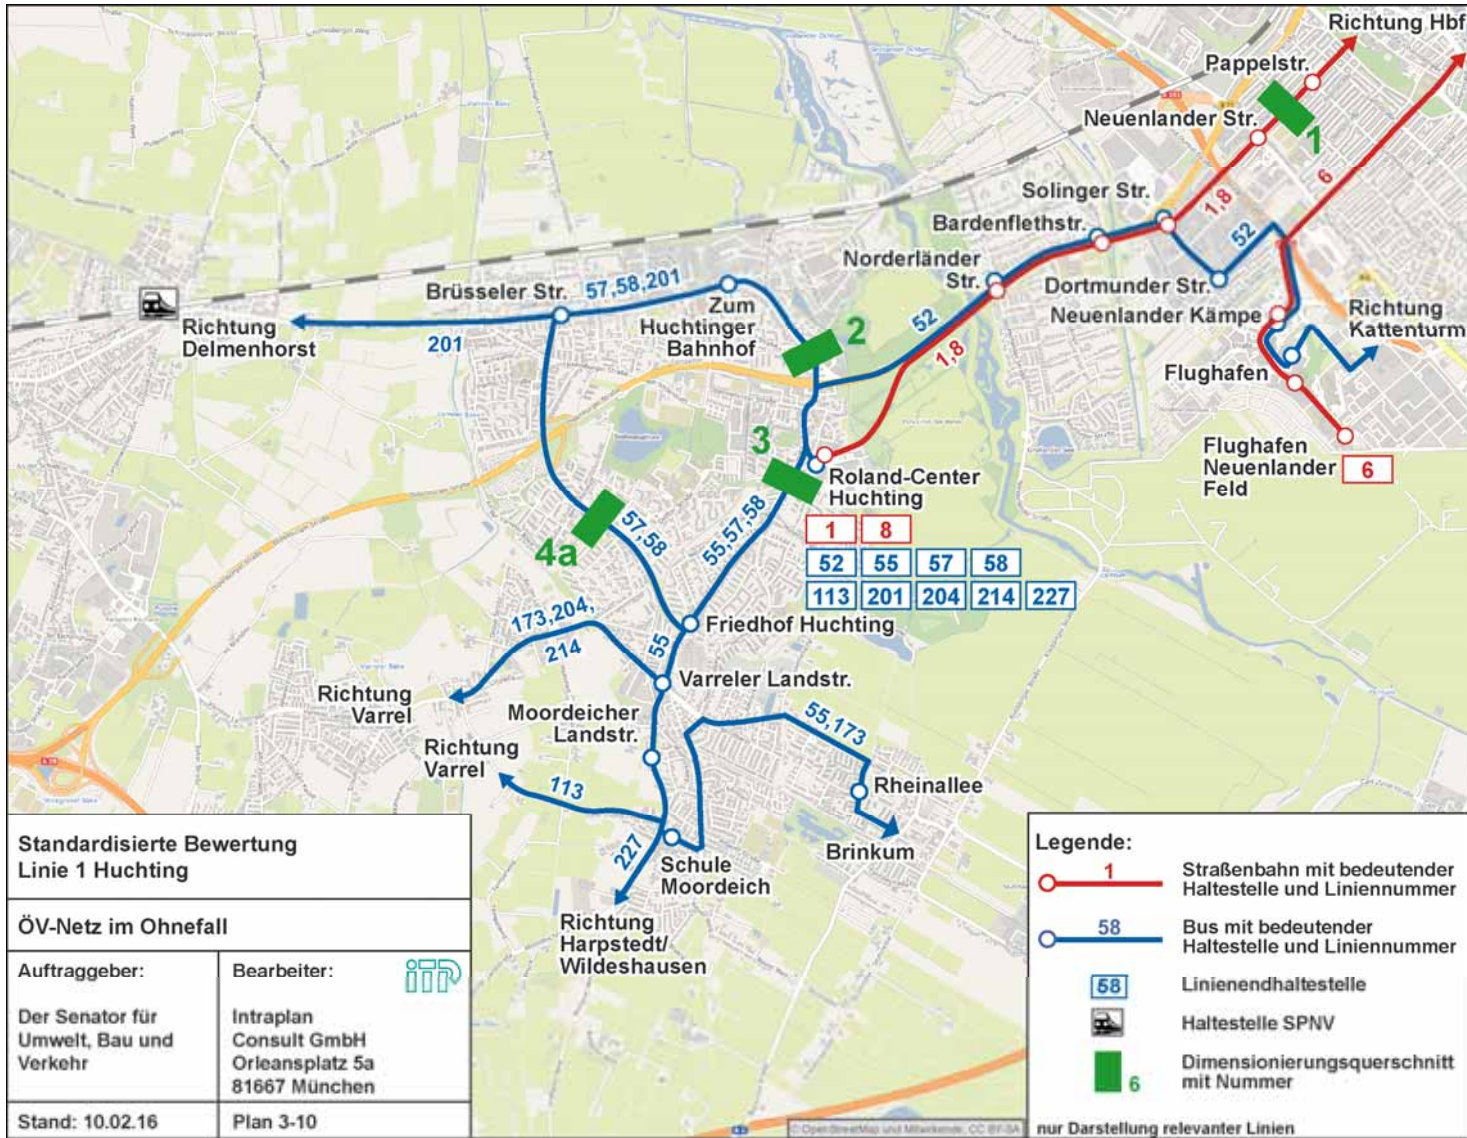 Richtung Hbf
Pappelstr.
Neuenlander Str.
1
6
Solinger Str.
1,8
Bardenflethstr.
52
Norderländer
Str.
Dortmunder Str.
Neuenlander Kämpe
Richtung
Kattenturm
Flughafen
Brüsseler Str.
57,58,201
Zum
Huchtinger
Bahnhof
Richtung
Delmenhorst
201
2
52
1,8
3
Roland-Center
Huchting
Flughafen
Neuenlander
Feld
6
1
8
52
55
57
58
113
201
204
214
227
4a
57,58
55,57,58
Friedhof Huchting
173,204,
214
55
Varreler Landstr.
Richtung
Varrel
Moordeicher
Landstr.
55,173
Richtung
Varrel
113
Rheinallee
Brinkum
227
Schule
Moordeich
Richtung
Harpstedt/
Wildeshausen
Standardisierte Bewertung
Linie 1 Huchting
ÖV-Netz im Ohnefall
Auftraggeber:
Der Senator für
Umwelt, Bau und
Verkehr
Bearbeiter:
iTP
Intraplan
Consult GmbH
Orleansplatz 5a
81667 München
Stand: 10.02.16
Plan 3-10
Legende:
1
Straßenbahn mit bedeutender
Haltestelle und Liniennummer
58
Bus mit bedeutender
Haltestelle und Liniennummer
58
Linienendhaltestelle
Haltestelle SPNV
6
Dimensionierungsquerschnitt
mit Nummer
nur Darstellung relevanter Linien
© OpenStreetMap und Mitwirkende, CC BY-SA